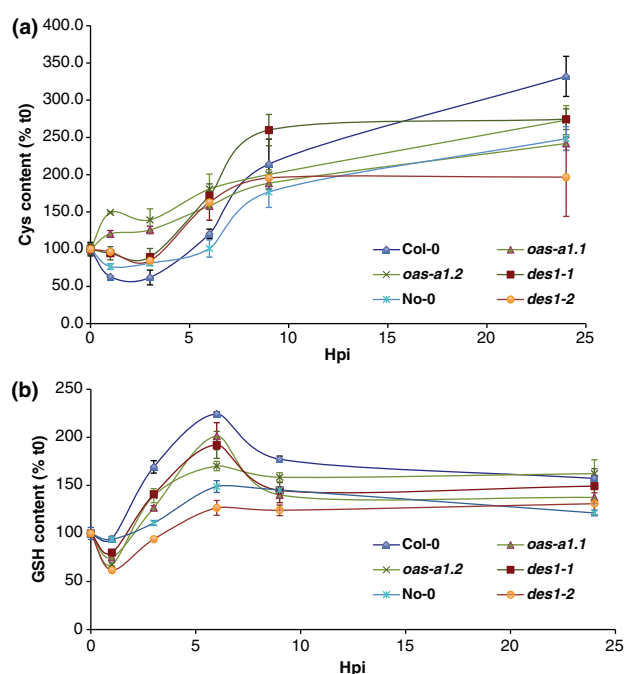 (a)
Cys content (% t0)
400.0
350.0
300.0
250.0
200.0
150.0
100.0
50.0
0.0
0 5 10 15 20 25
Hpi
Col-0 oas-a1.1
oas-a1.2 des1-1
No-0 des1-2
(b)
GSH content (% t0)
250
200
150
100
50
0
0 5 10 15 20 25
Hpi
Col-0 oas-a1.1
oas-a1.2 des1-1
No-0 des1-2